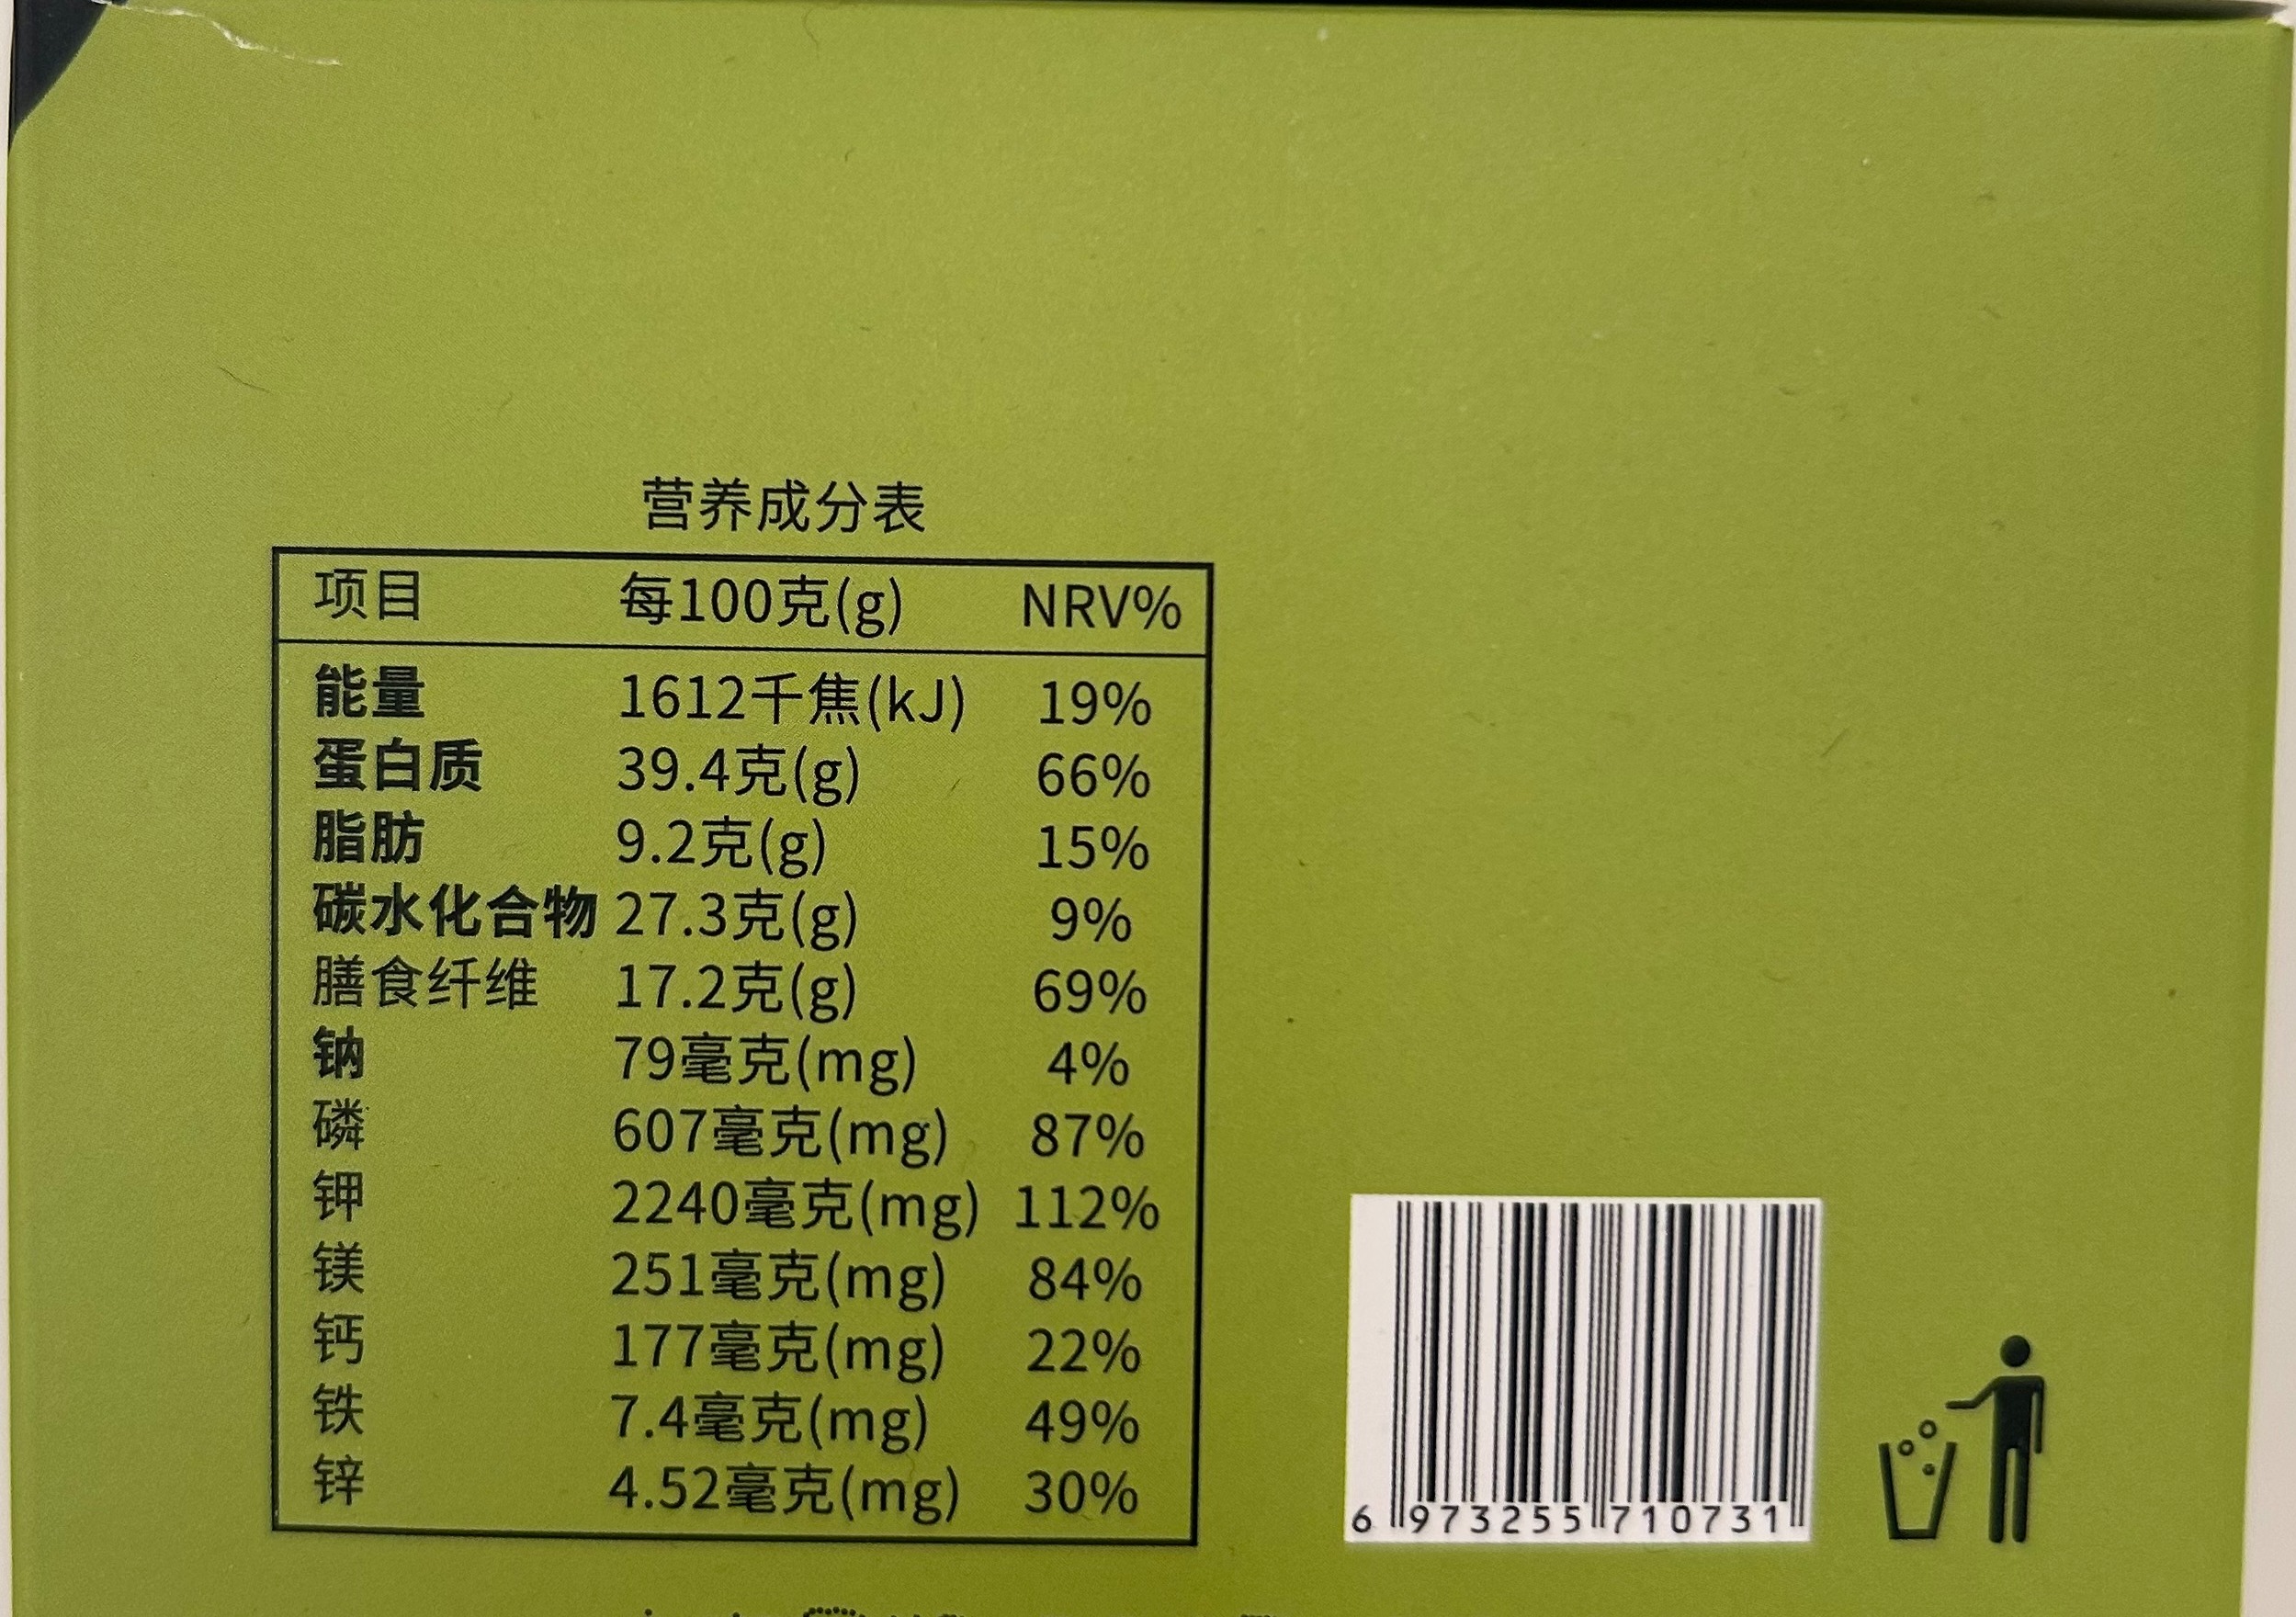 营养成分表
项目 每100克(g) NRV%
能量 1612千焦(kJ) 19%
蛋白质 39.4克(g) 66%
脂肪 9.2克(g) 15%
碳水化合物 27.3克(g) 9%
膳食纤维 17.2克(g) 69%
钠 79毫克(mg) 4%
磷 607毫克(mg) 87%
钾 2240毫克(mg) 112%
镁 251毫克(mg) 84%
钙 177毫克(mg) 22%
铁 7.4毫克(mg) 49%
锌 4.52毫克(mg) 30%
6 973255 710731